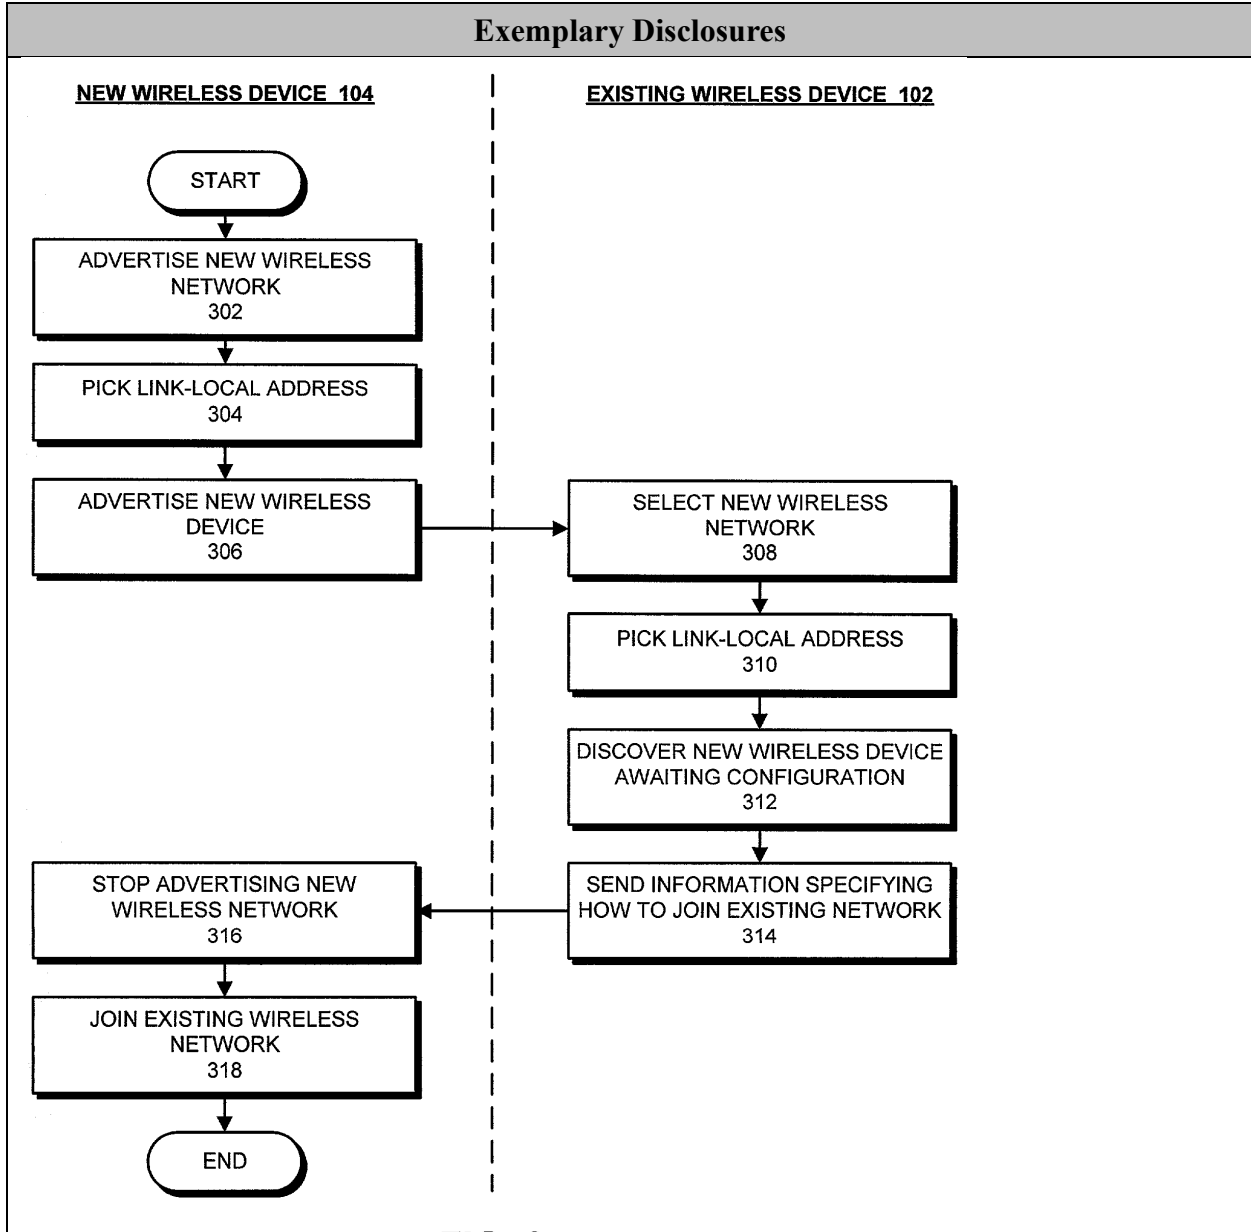 Exemplary Disclosures
NEW WIRELESS DEVICE 104
EXISTING WIRELESS DEVICE 102
START
ADVERTISE NEW WIRELESS
NETWORK
302
PICK LINK-LOCAL ADDRESS
304
ADVERTISE NEW WIRELESS
DEVICE
306
SELECT NEW WIRELESS
NETWORK
308
PICK LINK-LOCAL ADDRESS
310
DISCOVER NEW WIRELESS DEVICE
AWAITING CONFIGURATION
312
SEND INFORMATION SPECIFYING
HOW TO JOIN EXISTING NETWORK
314
STOP ADVERTISING NEW
WIRELESS NETWORK
316
JOIN EXISTING WIRELESS
NETWORK
318
END